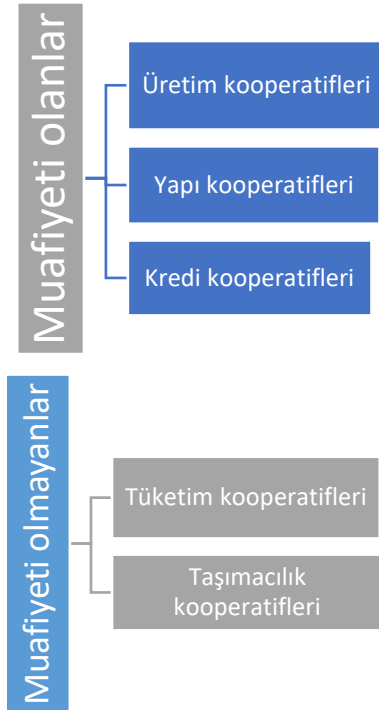 Muafiyeti olanlar
Üretim kooperatifleri
Yapı kooperatifleri
Kredi kooperatifleri
Muafiyeti olmayanlar
Tüketim kooperatifleri
Taşımacılık
kooperatifleri